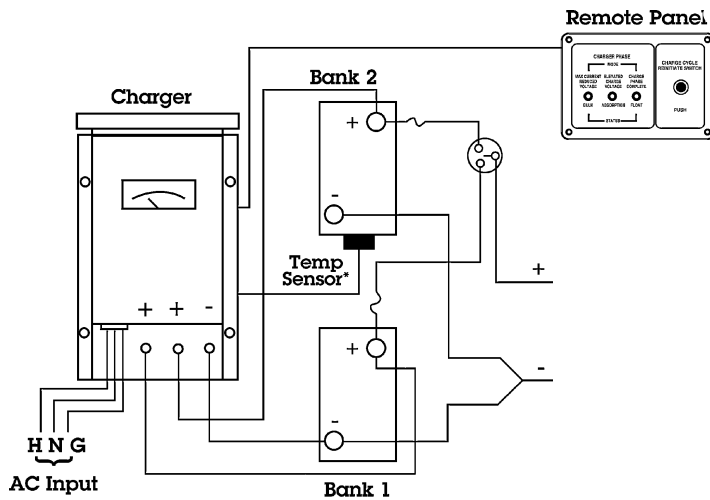 Remote Panel
CHARGER PHASE
MODE
MAX CURRENT
REDUCED
VOLTAGE
ELEVATED
CHARGE
VOLTAGE
CHARGE
PHASE
COMPLETE
BULK
ABSORPTION
FLOAT
STATUS
CHARGE CYCLE
REINITIATE SWITCH
PUSH
Bank 2
Charger
+
-
Temp
Sensor*
+ + -
+
+
-
-
H N G
AC Input
Bank 1